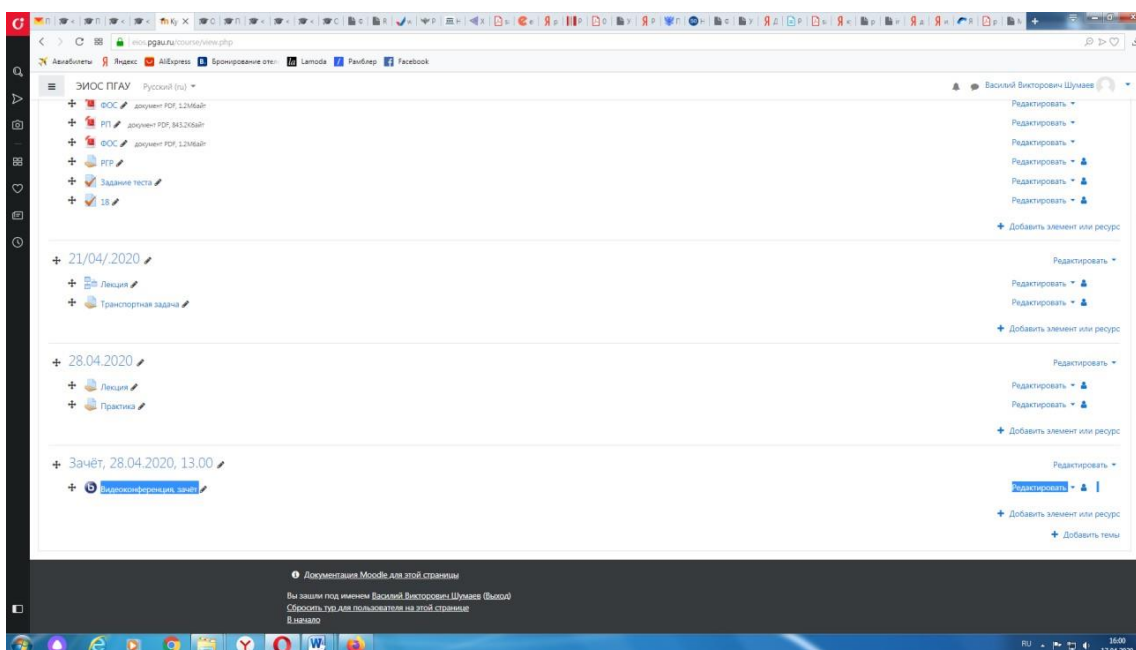 eios.pgau.ru/course/view.php
Авиабилеты Яндекс AliExpress Бронирование отел Lamoda Рамблер Facebook
ЭИОС ПГАУ Русский (ru) Василий Викторович Шумаев
ФОС документ PDF, 1.2Мбайт Редактировать
РП документ PDF, 843.2Кбайт Редактировать
ФОС документ PDF, 1.2Мбайт Редактировать
РГР Редактировать
Задание теста Редактировать
18 Редактировать
Добавить элемент или ресурс
21/04/.2020 Редактировать
Лекция Редактировать
Транспортная задача Редактировать
Добавить элемент или ресурс
28.04.2020 Редактировать
Лекция Редактировать
Практика Редактировать
Добавить элемент или ресурс
Зачёт, 28.04.2020, 13.00 Редактировать
Видеоконференция, зачёт Редактировать
Добавить элемент или ресурс
Добавить темы
Документация Moodle для этой страницы
Вы зашли под именем Василий Викторович Шумаев (Выход)
Сбросить тур для пользователя на этой странице
В начало
RU 16:00